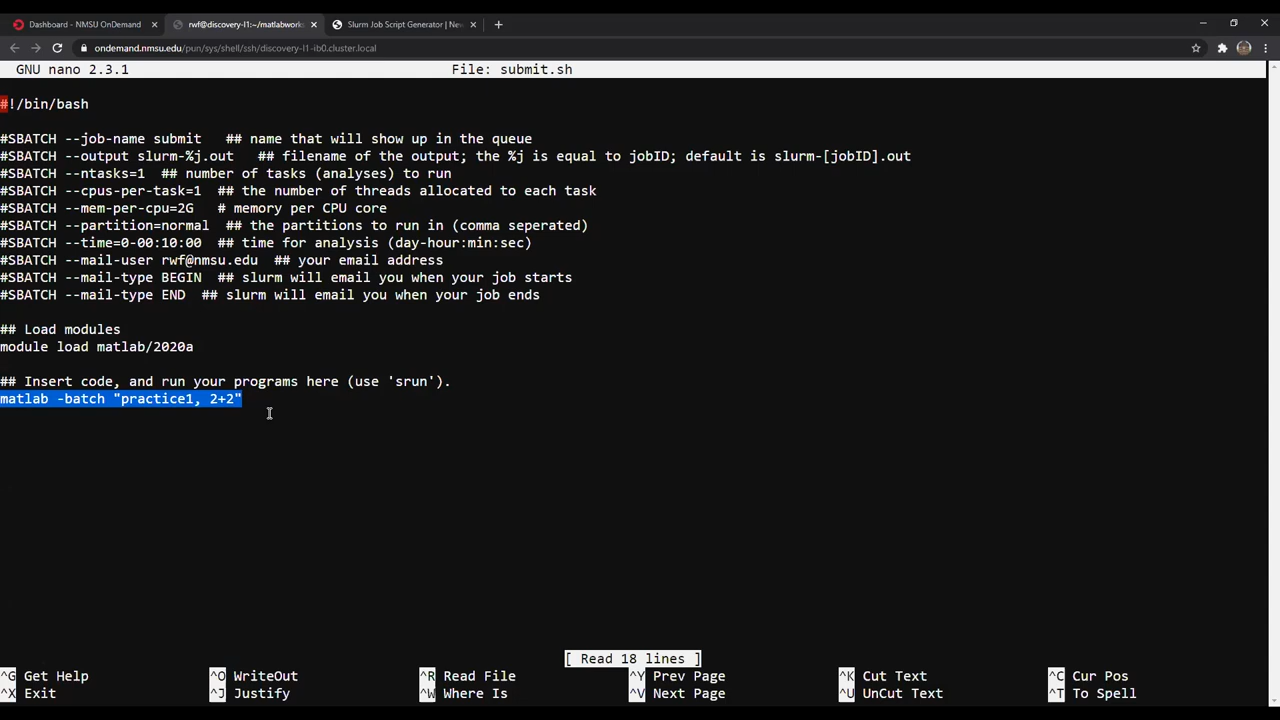 Dashboard - NMSU OnDemand
rwf@discovery-l1:~/matlabwork
Slurm Job Script Generator | Ne
ondemand.nmsu.edu/pun/sys/shell/ssh/discovery-l1-ib0.cluster.local
GNU nano 2.3.1 File: submit.sh
#!/bin/bash
#SBATCH --job-name submit ## name that will show up in the queue
#SBATCH --output slurm-%j.out ## filename of the output; the %j is equal to jobID; default is slurm-[jobID].out
#SBATCH --ntasks=1 ## number of tasks (analyses) to run
#SBATCH --cpus-per-task=1 ## the number of threads allocated to each task
#SBATCH --mem-per-cpu=2G # memory per CPU core
#SBATCH --partition=normal ## the partitions to run in (comma seperated)
#SBATCH --time=0-00:10:00 ## time for analysis (day-hour:min:sec)
#SBATCH --mail-user rwf@nmsu.edu ## your email address
#SBATCH --mail-type BEGIN ## slurm will email you when your job starts
#SBATCH --mail-type END ## slurm will email you when your job ends
## Load modules
module load matlab/2020a
## Insert code, and run your programs here (use 'srun').
matlab -batch "practice1, 2+2"
[ Read 18 lines ]
^G Get Help ^O WriteOut ^R Read File ^Y Prev Page ^K Cut Text ^C Cur Pos
^X Exit ^J Justify ^W Where Is ^V Next Page ^U UnCut Text ^T To Spell